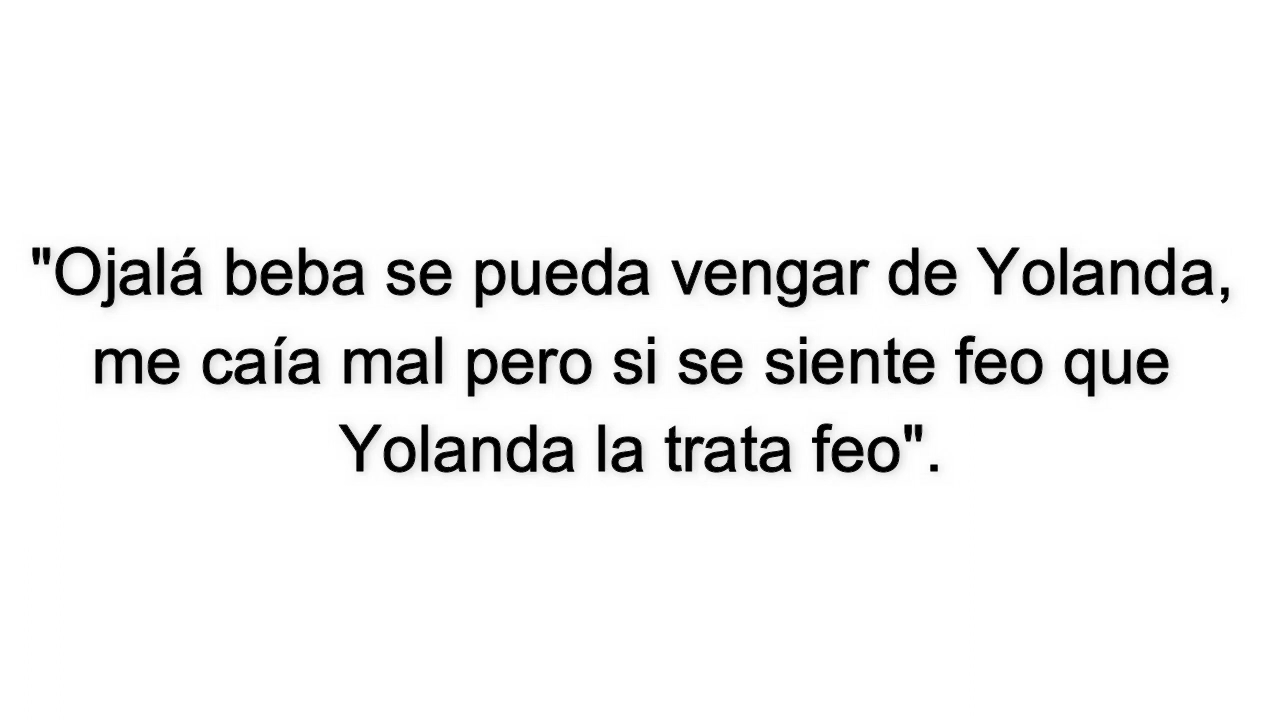 "Ojalá beba se pueda vengar de Yolanda,
me caía mal pero si se siente feo que
Yolanda la trata feo".